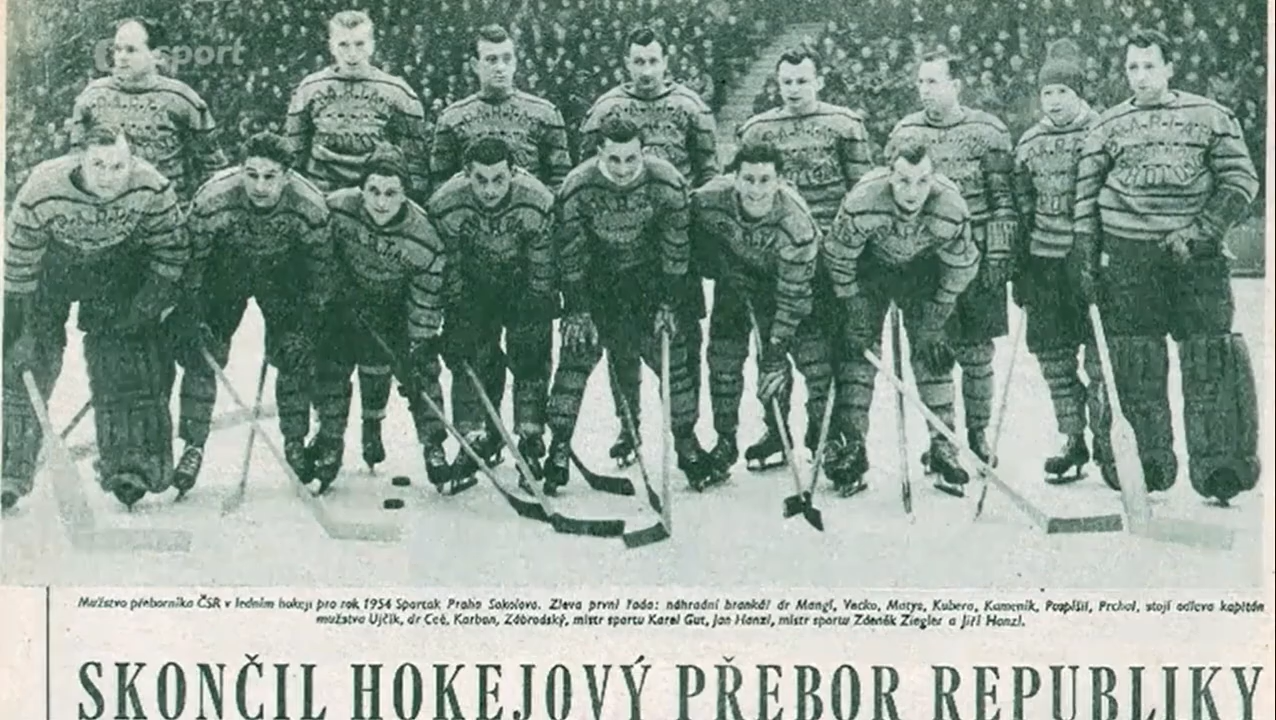 sport
Mužstvo přeborníka ČSR v ledním hokeji pro rok 1954 Spartak Praha Sokolovo. Zleva první řada: náhradní brankář dr Mangl, Vecko, Matys, Kubera, Kameník, Pospíšil, Prchal, stojí odleva kapitán
mužstva Ujčík, dr Ceé, Karban, Zábrodský, mistr sportu Karel Gut, Jan Hanzl, mistr sportu Zdeněk Ziegler a Jiří Hanzl.
SKONČIL HOKEJOVÝ PŘEBOR REPUBLIKY